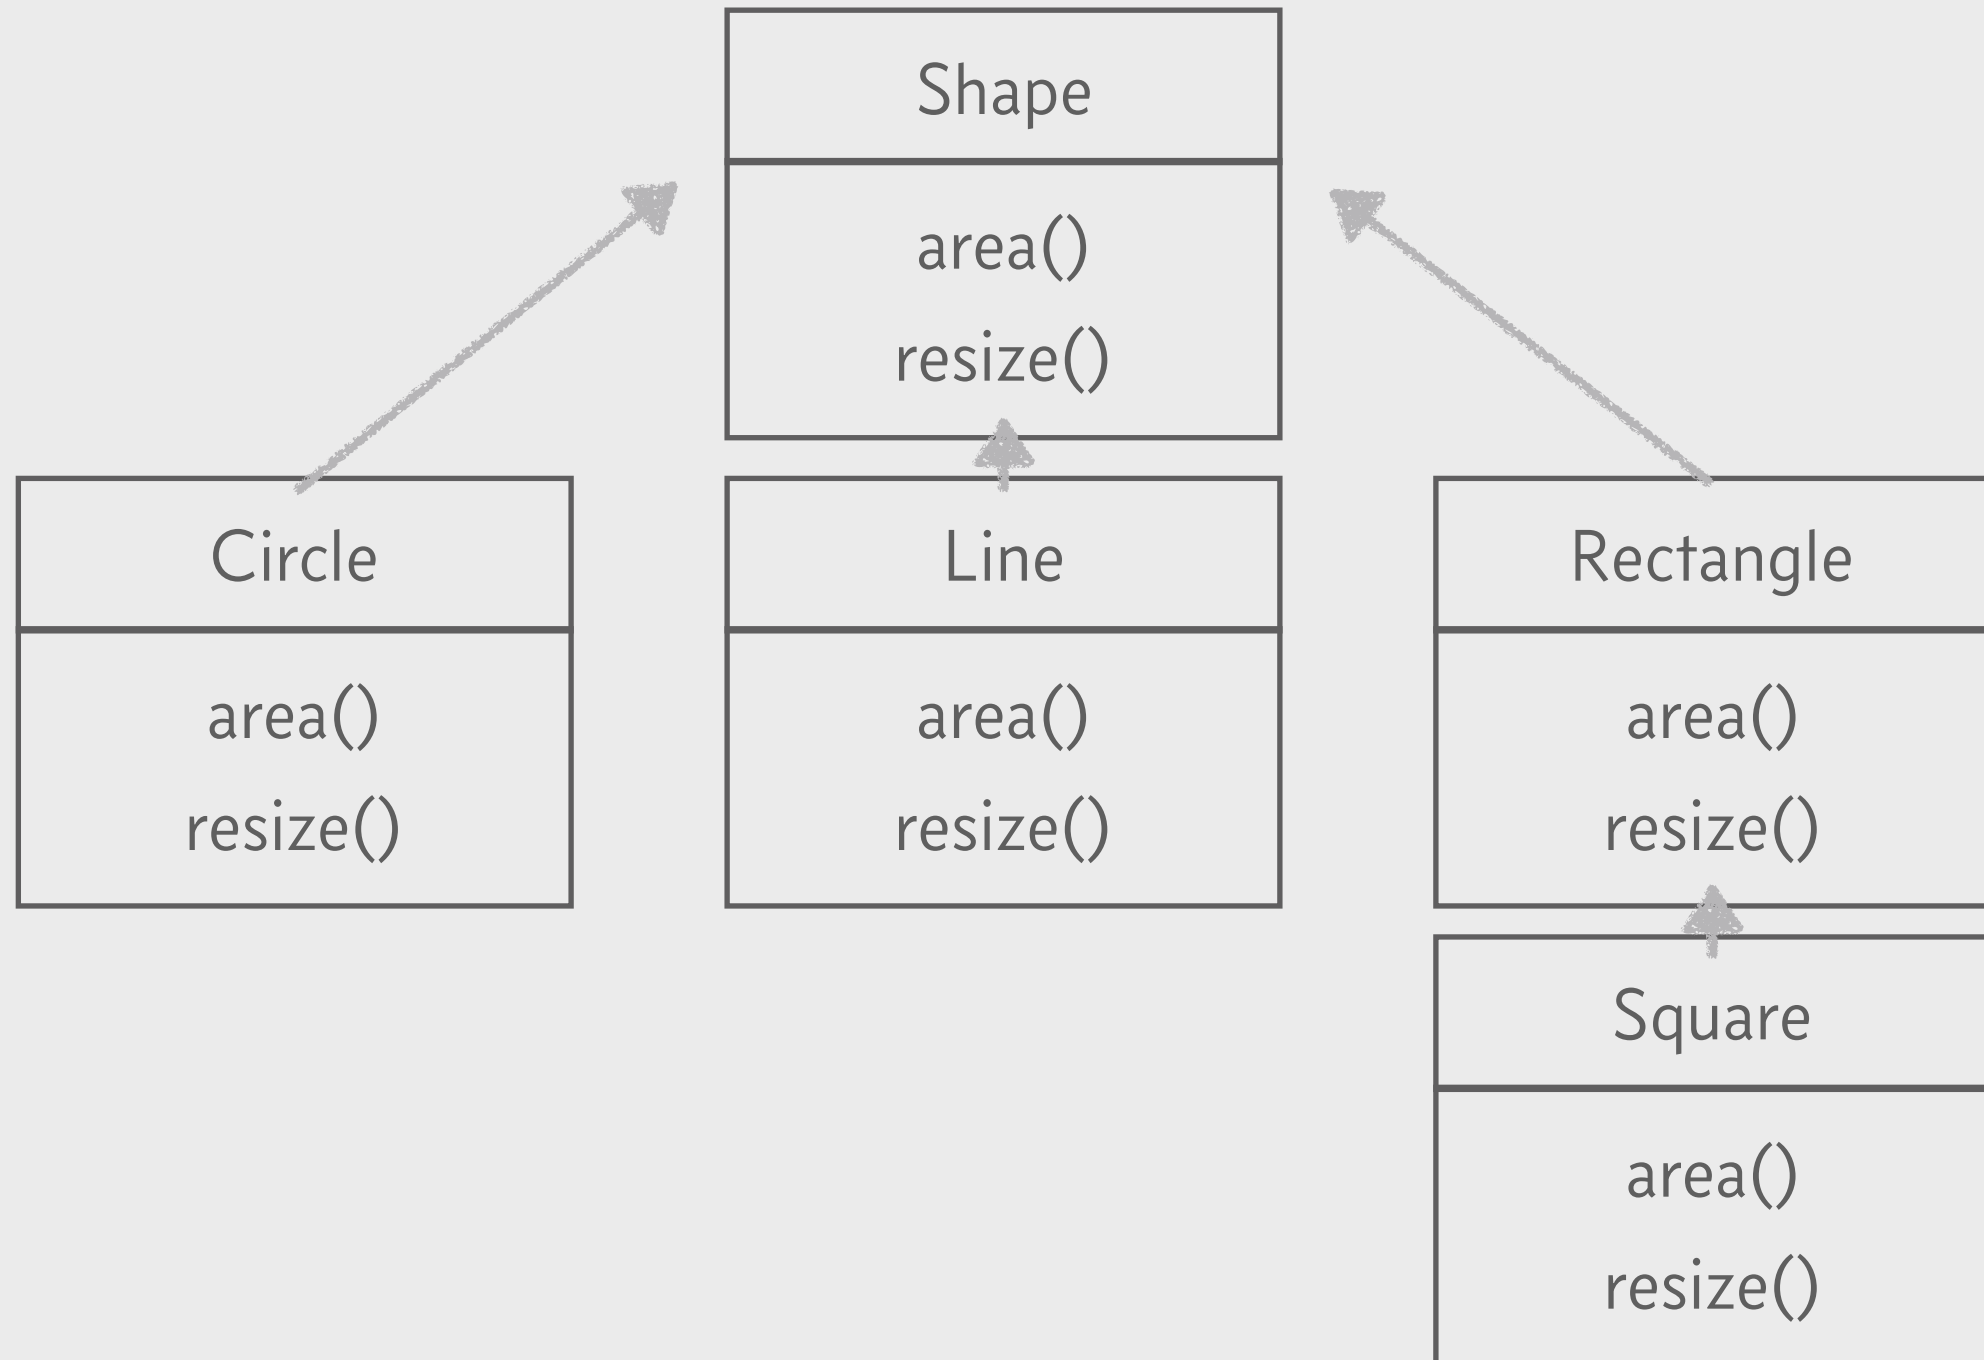 Shape
area()
resize()
Circle
area()
resize()
Line
area()
resize()
Rectangle
area()
resize()
Square
area()
resize()